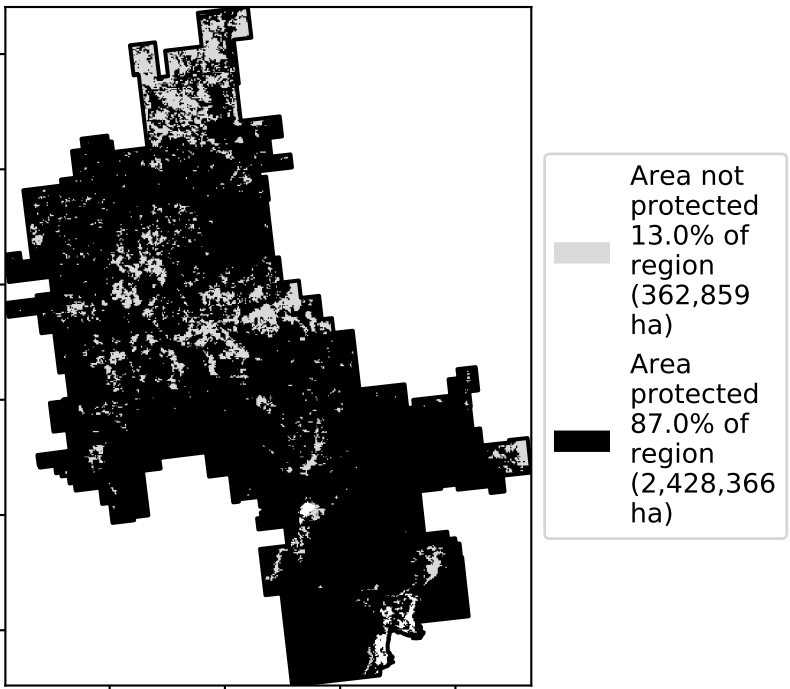 Area not
protected
13.0% of
region
(362,859
ha)
Area
protected
87.0% of
region
(2,428,366
ha)